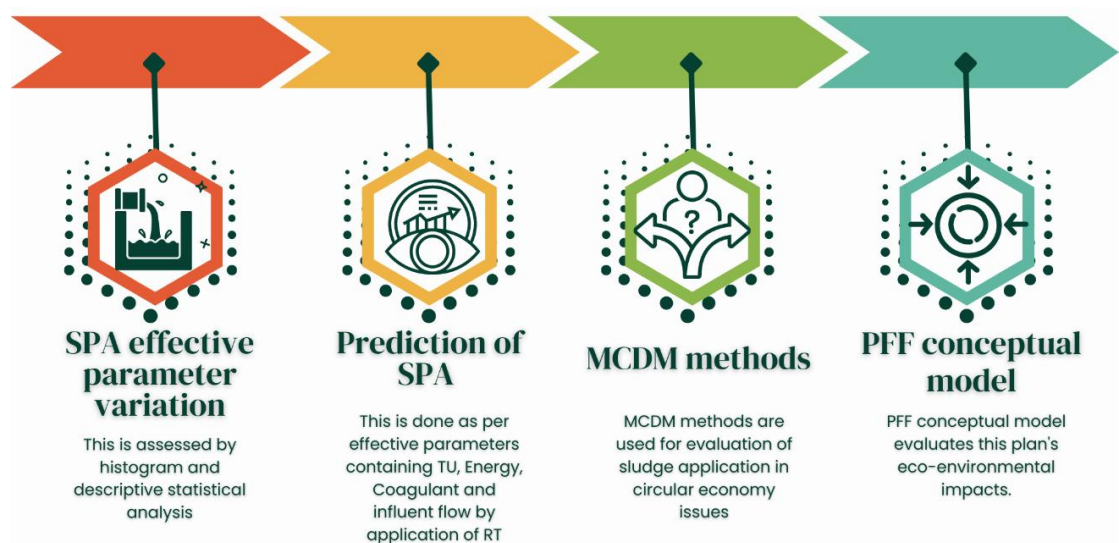 SPA effective
parameter
variation
This is assessed by
histogram and
descriptive statistical
analysis
Prediction of
SPA
This is done as per
effective parameters
containing TU, Energy,
Coagulant and
influent flow by
application of RT
?
MCDM methods
MCDM methods are
used for evaluation of
sludge application in
circular economy
issues
PFF conceptual
model
PFF conceptual model
evaluates this plan's
eco-environmental
impacts.